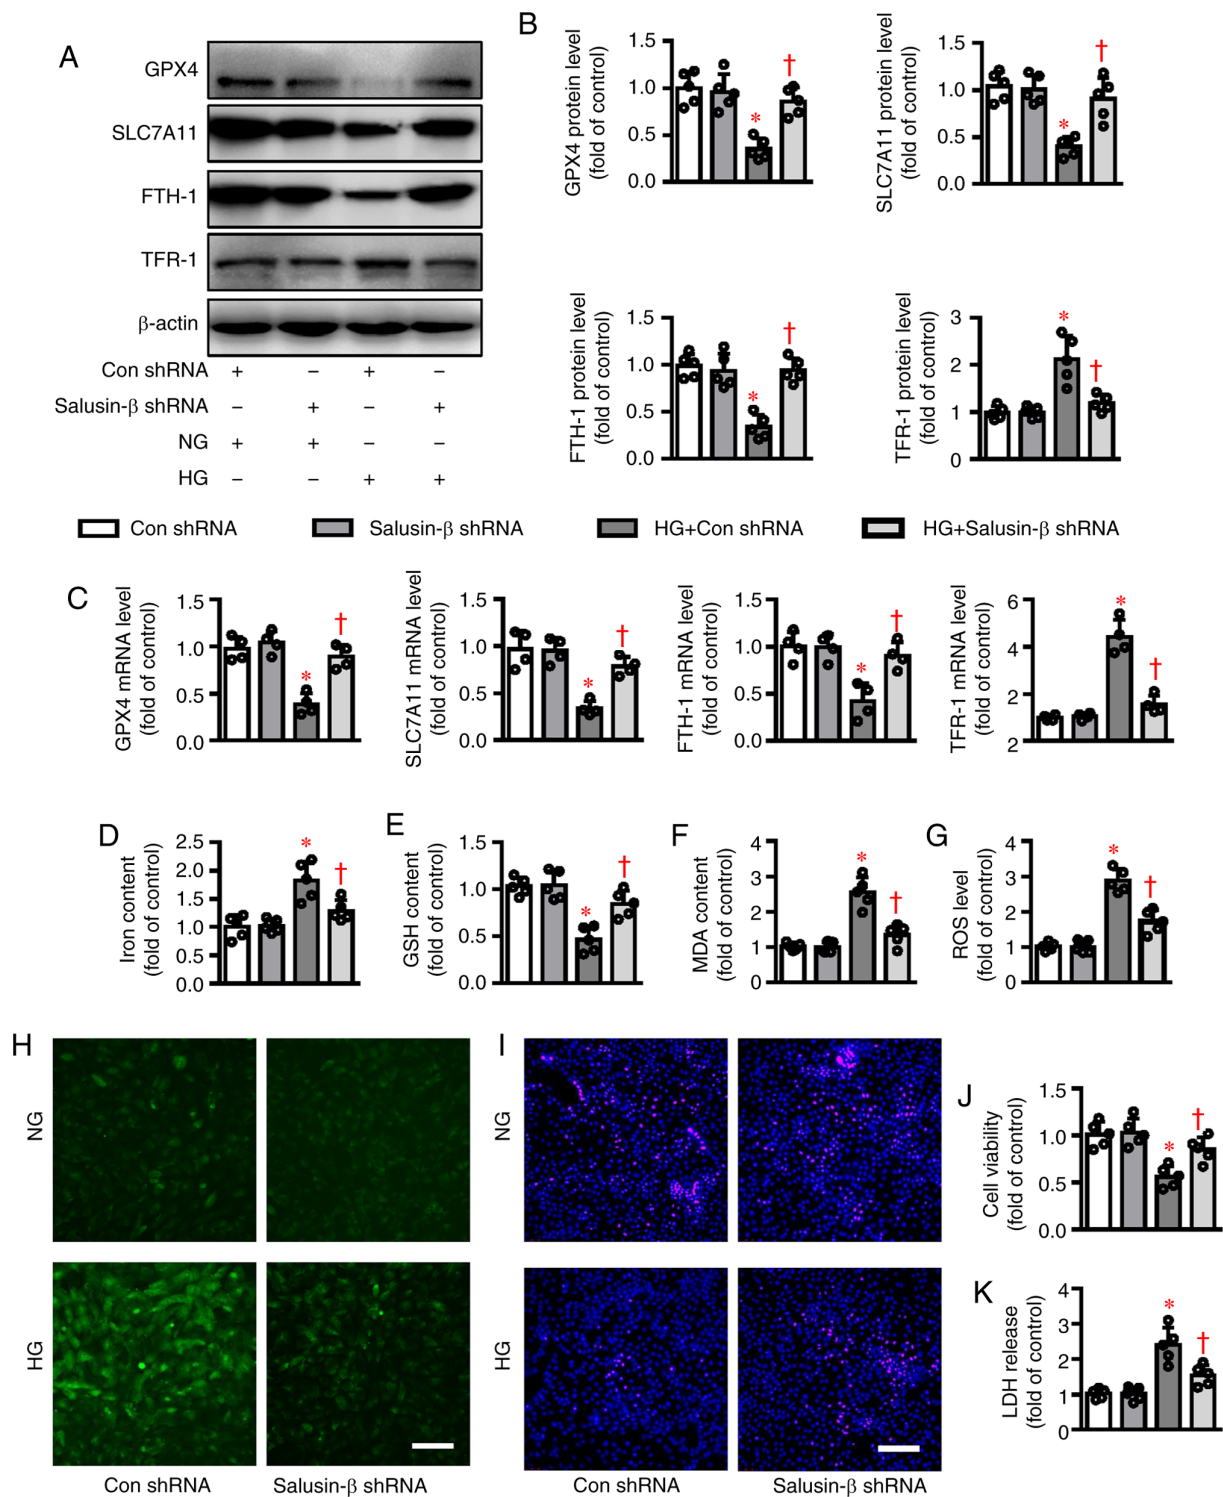 A
GPX4
SLC7A11
FTH-1
TFR-1
β-actin
Con shRNA + – + –
Salusin-β shRNA – + – +
NG + + – –
HG – – + +
B
GPX4 protein level
(fold of control)
1.5
1.0
0.5
0.0
*
†
SLC7A11 protein level
(fold of control)
1.5
1.0
0.5
0.0
*
†
FTH-1 protein level
(fold of control)
1.5
1.0
0.5
0.0
*
†
TFR-1 protein level
(fold of control)
3
2
1
0
*
†
Con shRNA
Salusin-β shRNA
HG+Con shRNA
HG+Salusin-β shRNA
C
GPX4 mRNA level
(fold of control)
1.5
1.0
0.5
0.0
*
†
SLC7A11 mRNA level
(fold of control)
1.5
1.0
0.5
0.0
*
†
FTH-1 mRNA level
(fold of control)
1.5
1.0
0.5
0.0
*
†
TFR-1 mRNA level
(fold of control)
6
4
2
2
*
†
D
Iron content
(fold of control)
2.5
2.0
1.5
1.0
0.5
0.0
*
†
E
GSH content
(fold of control)
1.5
1.0
0.5
0.0
*
†
F
MDA content
(fold of control)
4
3
2
1
0
*
†
G
ROS level
(fold of control)
4
3
2
1
0
*
†
H
NG
HG
Con shRNA
Salusin-β shRNA
I
NG
HG
Con shRNA
Salusin-β shRNA
J
Cell viability
(fold of control)
1.5
1.0
0.5
0.0
*
†
K
LDH release
(fold of control)
4
3
2
1
0
*
†